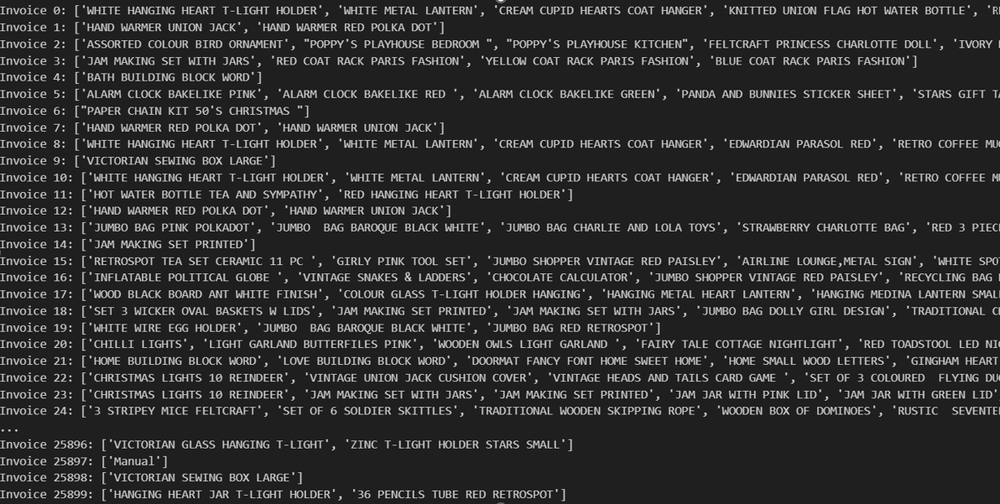 Invoice 0: ['WHITE HANGING HEART T-LIGHT HOLDER', 'WHITE METAL LANTERN', 'CREAM CUPID HEARTS COAT HANGER', 'KNITTED UNION FLAG HOT WATER BOTTLE', 'RE
Invoice 1: ['HAND WARMER UNION JACK', 'HAND WARMER RED POLKA DOT']
Invoice 2: ['ASSORTED COLOUR BIRD ORNAMENT', "POPPY'S PLAYHOUSE BEDROOM ", "POPPY'S PLAYHOUSE KITCHEN", 'FELTCRAFT PRINCESS CHARLOTTE DOLL', 'IVORY
Invoice 3: ['JAM MAKING SET WITH JARS', 'RED COAT RACK PARIS FASHION', 'YELLOW COAT RACK PARIS FASHION', 'BLUE COAT RACK PARIS FASHION']
Invoice 4: ['BATH BUILDING BLOCK WORD']
Invoice 5: ['ALARM CLOCK BAKELIKE PINK', 'ALARM CLOCK BAKELIKE RED ', 'ALARM CLOCK BAKELIKE GREEN', 'PANDA AND BUNNIES STICKER SHEET', 'STARS GIFT TA
Invoice 6: ["PAPER CHAIN KIT 50'S CHRISTMAS "]
Invoice 7: ['HAND WARMER RED POLKA DOT', 'HAND WARMER UNION JACK']
Invoice 8: ['WHITE HANGING HEART T-LIGHT HOLDER', 'WHITE METAL LANTERN', 'CREAM CUPID HEARTS COAT HANGER', 'EDWARDIAN PARASOL RED', 'RETRO COFFEE MU
Invoice 9: ['VICTORIAN SEWING BOX LARGE']
Invoice 10: ['WHITE HANGING HEART T-LIGHT HOLDER', 'WHITE METAL LANTERN', 'CREAM CUPID HEARTS COAT HANGER', 'EDWARDIAN PARASOL RED', 'RETRO COFFEE M
Invoice 11: ['HOT WATER BOTTLE TEA AND SYMPATHY', 'RED HANGING HEART T-LIGHT HOLDER']
Invoice 12: ['HAND WARMER RED POLKA DOT', 'HAND WARMER UNION JACK']
Invoice 13: ['JUMBO BAG PINK POLKADOT', 'JUMBO  BAG BAROQUE BLACK WHITE', 'JUMBO BAG CHARLIE AND LOLA TOYS', 'STRAWBERRY CHARLOTTE BAG', 'RED 3 PIEC
Invoice 14: ['JAM MAKING SET PRINTED']
Invoice 15: ['RETROSPOT TEA SET CERAMIC 11 PC ', 'GIRLY PINK TOOL SET', 'JUMBO SHOPPER VINTAGE RED PAISLEY', 'AIRLINE LOUNGE,METAL SIGN', 'WHITE SPO
Invoice 16: ['INFLATABLE POLITICAL GLOBE ', 'VINTAGE SNAKES & LADDERS', 'CHOCOLATE CALCULATOR', 'JUMBO SHOPPER VINTAGE RED PAISLEY', 'RECYCLING BAG
Invoice 17: ['WOOD BLACK BOARD ANT WHITE FINISH', 'COLOUR GLASS T-LIGHT HOLDER HANGING', 'HANGING METAL HEART LANTERN', 'HANGING MEDINA LANTERN SMAL
Invoice 18: ['SET 3 WICKER OVAL BASKETS W LIDS', 'JAM MAKING SET PRINTED', 'JAM MAKING SET WITH JARS', 'JUMBO BAG DOLLY GIRL DESIGN', 'TRADITIONAL C
Invoice 19: ['WHITE WIRE EGG HOLDER', 'JUMBO  BAG BAROQUE BLACK WHITE', 'JUMBO BAG RED RETROSPOT']
Invoice 20: ['CHILLI LIGHTS', 'LIGHT GARLAND BUTTERFILES PINK', 'WOODEN OWLS LIGHT GARLAND ', 'FAIRY TALE COTTAGE NIGHTLIGHT', 'RED TOADSTOOL LED NI
Invoice 21: ['HOME BUILDING BLOCK WORD', 'LOVE BUILDING BLOCK WORD', 'DOORMAT FANCY FONT HOME SWEET HOME', 'HOME SMALL WOOD LETTERS', 'GINGHAM HEART
Invoice 22: ['CHRISTMAS LIGHTS 10 REINDEER', 'VINTAGE UNION JACK CUSHION COVER', 'VINTAGE HEADS AND TAILS CARD GAME ', 'SET OF 3 COLOURED  FLYING DU
Invoice 23: ['CHRISTMAS LIGHTS 10 REINDEER', 'JAM MAKING SET WITH JARS', 'JAM MAKING SET PRINTED', 'JAM JAR WITH PINK LID', 'JAM JAR WITH GREEN LID'
Invoice 24: ['3 STRIPEY MICE FELTCRAFT', 'SET OF 6 SOLDIER SKITTLES', 'TRADITIONAL WOODEN SKIPPING ROPE', 'WOODEN BOX OF DOMINOES', 'RUSTIC  SEVENTE
...
Invoice 25896: ['VICTORIAN GLASS HANGING T-LIGHT', 'ZINC T-LIGHT HOLDER STARS SMALL']
Invoice 25897: ['Manual']
Invoice 25898: ['VICTORIAN SEWING BOX LARGE']
Invoice 25899: ['HANGING HEART JAR T-LIGHT HOLDER', '36 PENCILS TUBE RED RETROSPOT']